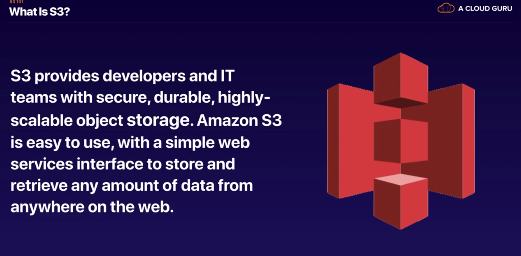 What Is S3?
A CLOUD GURU
S3 provides developers and IT
teams with secure, durable, highly-
scalable object storage. Amazon S3
is easy to use, with a simple web
services interface to store and
retrieve any amount of data from
anywhere on the web.